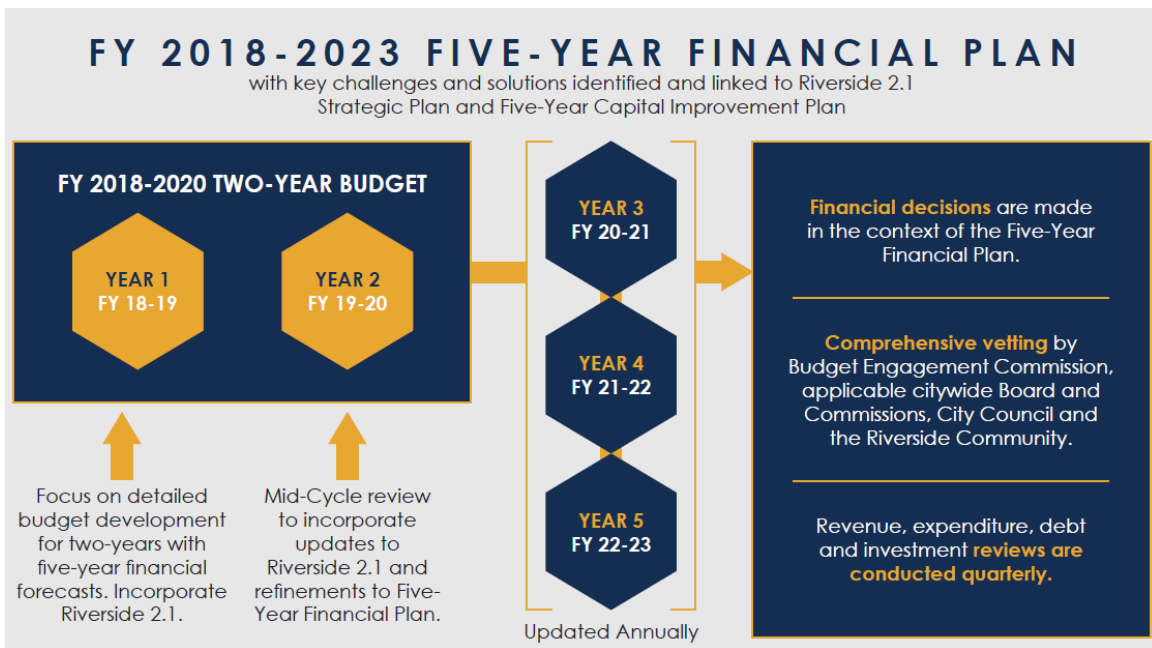 FY 2018-2023 FIVE-YEAR FINANCIAL PLAN
with key challenges and solutions identified and linked to Riverside 2.1
Strategic Plan and Five-Year Capital Improvement Plan
FY 2018-2020 TWO-YEAR BUDGET
YEAR 1
FY 18-19
YEAR 2
FY 19-20
Focus on detailed
budget development
for two-years with
five-year financial
forecasts. Incorporate
Riverside 2.1.
Mid-Cycle review
to incorporate
updates to
Riverside 2.1 and
refinements to Five-
Year Financial Plan.
YEAR 3
FY 20-21
YEAR 4
FY 21-22
YEAR 5
FY 22-23
Updated Annually
Financial decisions are made
in the context of the Five-Year
Financial Plan.
Comprehensive vetting by
Budget Engagement Commission,
applicable citywide Board and
Commissions, City Council and
the Riverside Community.
Revenue, expenditure, debt
and investment reviews are
conducted quarterly.